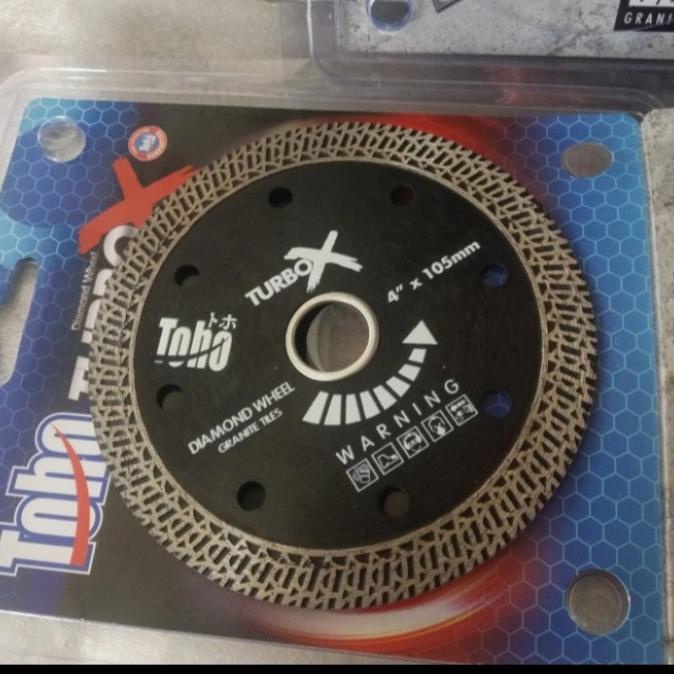 GRANI
TURBO X
4" x 105mm
トホ
Toho
DIAMOND WHEEL
GRANITE TILES
WARNING
Diamond Wheel
TURBO X
Toho